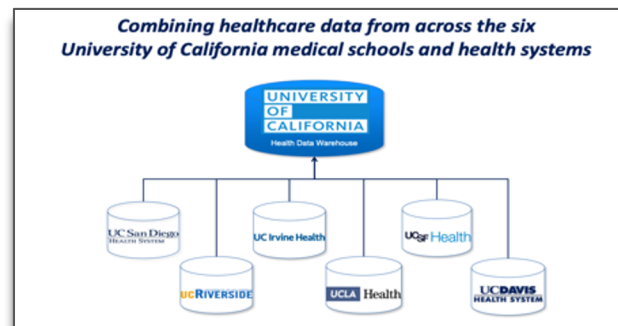 Combining healthcare data from across the six
University of California medical schools and health systems
UNIVERSITY
OF
CALIFORNIA
Health Data Warehouse
UC San Diego
HEALTH SYSTEM
UC Irvine Health
UCSF Health
UCRIVERSIDE
UCLA Health
UCDAVIS
HEALTH SYSTEM